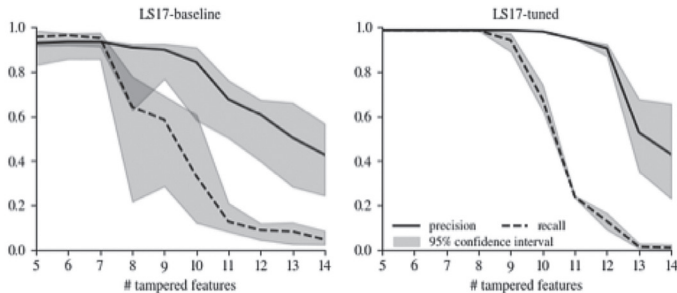 LS17-baseline
1.0
0.8
0.6
0.4
0.2
0.0
5 6 7 8 9 10 11 12 13 14
# tampered features
LS17-tuned
1.0
0.8
0.6
0.4
0.2
0.0
precision recall
95% confidence interval
5 6 7 8 9 10 11 12 13 14
# tampered features